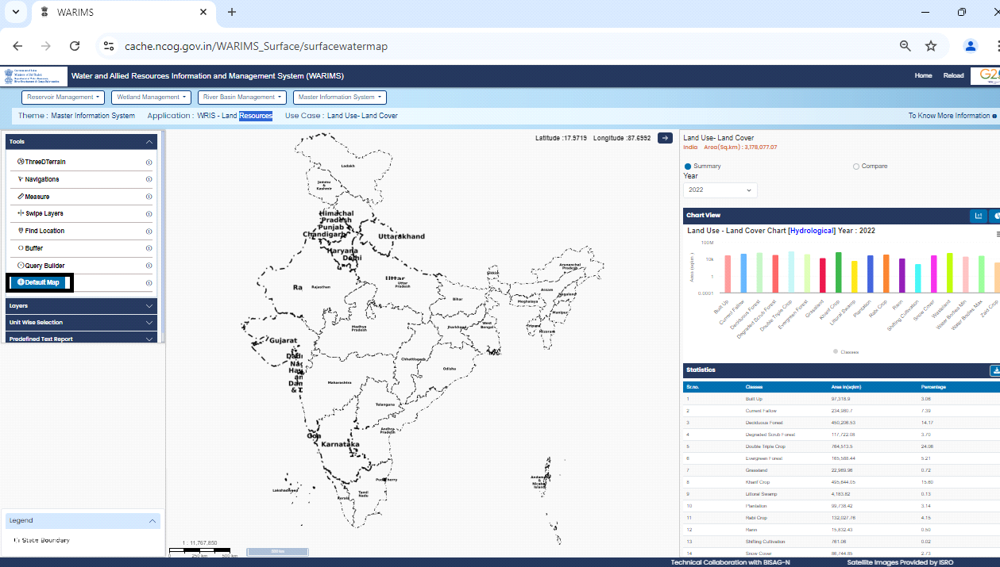 WARIMS
cache.ncog.gov.in/WARIMS_Surface/surfacewatermap
Water and Allied Resources Information and Management System (WARIMS)
Home Reload G20
Reservoir Management Wetland Management River Basin Management Master Information System
Theme : Master Information System Application : WRIS - Land Resources Use Case : Land Use- Land Cover
To Know More Information
Tools
ThreeDTerrain
Navigations
Measure
Swipe Layers
Find Location
Buffer
Query Builder
Default Map
Layers
Unit Wise Selection
Predefined Text Report
Legend
State Boundary
Latitude :17.5719 Longitude :87.6992
Ladakh
Jammu
&
Kashmir
Himachal
Pradesh
Punjab
Chandigarh
Uttarakhand
Haryana
Delhi
Ra
Rajasthan
Uttar
Uttar
Pradesh
Sikkim
Arunanchal
Pradesh
Assam
Nagaland
Meghalaya
Manipur
Tripura
Mizoram
Bihar
Jharkhand
West
Bengal
Madhya
Pradesh
Gujarat
Chhattisgarh
Odisha
Maharashtra
Telangana
Andhra
Pradesh
Goa
Karnataka
Puducherry
Lakshadweep
Kerala
Tamil
Nadu
1 : 11,767,850
0 250 km 500 km
Land Use- Land Cover
India Area(Sq.km) : 3,178,077.07
Summary Compare
Year
2022
Chart View
Land Use - Land Cover Chart [Hydrological] Year : 2022
Area (sqkm )
100M
10k
1
0.0001
Built Up
Current Fallow
Deciduous Forest
Degraded Scrub Forest
Double Triple Crop
Evergreen Forest
Grassland
Kharif Crop
Littoral Swamp
Plantation
Rabi Crop
Rann
Shifting Cultivation
Snow Cover
Wasteland
Water Bodies Min
Water Bodies Max
Zaid Crop
Classes
Statistics
Sr.no. Classes Area in(sqkm) Percentage
1 Built Up 97,318.9 3.06
2 Current Fallow 234,980.7 7.39
3 Deciduous Forest 450,208.53 14.17
4 Degraded Scrub Forest 117,722.08 3.70
5 Double Triple Crop 764,513.5 24.06
6 Evergreen Forest 165,588.44 5.21
7 Grassland 22,969.96 0.72
8 Kharif Crop 495,644.05 15.60
9 Littoral Swamp 4,183.82 0.13
10 Plantation 99,738.42 3.14
11 Rabi Crop 132,027.76 4.15
12 Rann 15,832.43 0.50
13 Shifting Cultivation 761.06 0.02
14 Snow Cover 86,744.85 2.73
Technical Collaboration with BISAG-N Satellite Images Provided by ISRO